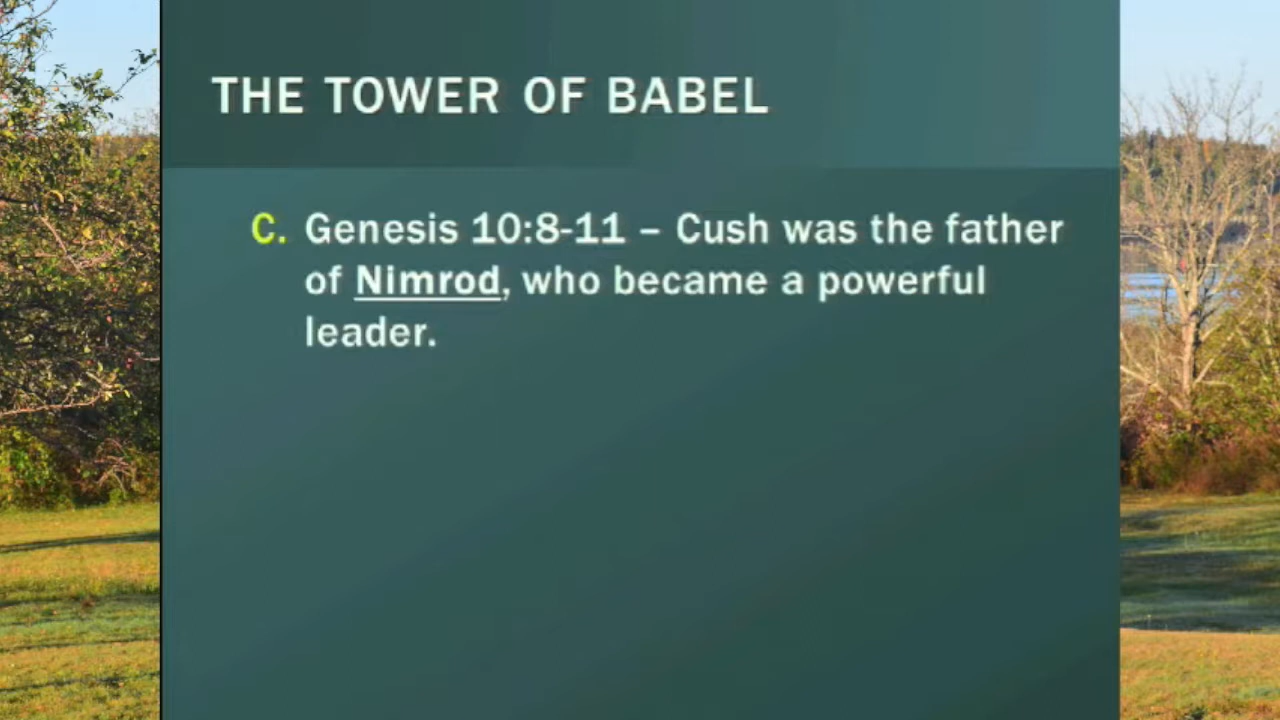 THE TOWER OF BABEL
C. Genesis 10:8-11 – Cush was the father
of Nimrod, who became a powerful
leader.